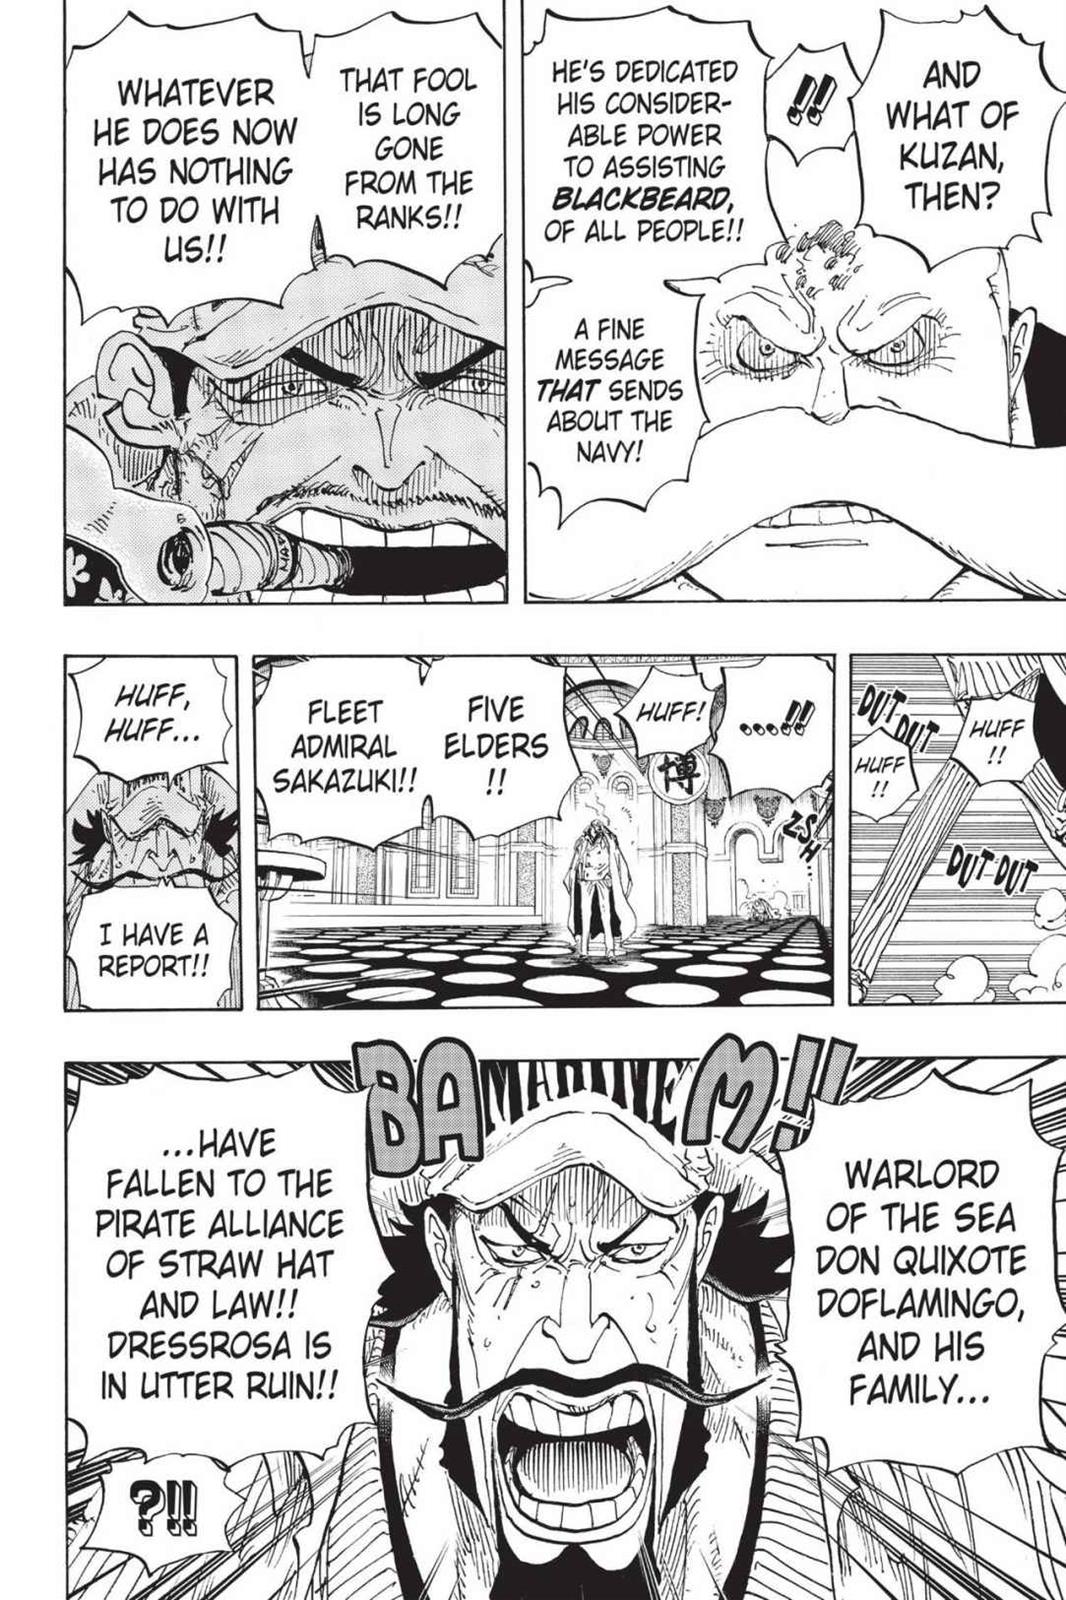 AND
WHAT OF
KUZAN,
THEN?
!!
HE'S DEDICATED
HIS CONSIDER-
ABLE POWER
TO ASSISTING
BLACKBEARD,
OF ALL PEOPLE!!
A FINE
MESSAGE
THAT SENDS
ABOUT THE
NAVY!
THAT FOOL
IS LONG
GONE
FROM THE
RANKS!!
WHATEVER
HE DOES NOW
HAS NOTHING
TO DO WITH
US!!
DUT DUT
HUFF
!!
HUFF
!!
DUT DUT
...!!
HUFF!
ZSH
博
FIVE
ELDERS
!!
FLEET
ADMIRAL
SAKAZUKI!!
HUFF,
HUFF...
I HAVE A
REPORT!!
BAM!!
MARINE
WARLORD
OF THE SEA
DON QUIXOTE
DOFLAMINGO,
AND HIS
FAMILY...
...HAVE
FALLEN TO THE
PIRATE ALLIANCE
OF STRAW HAT
AND LAW!!
DRESSROSA IS
IN UTTER RUIN!!
?!!